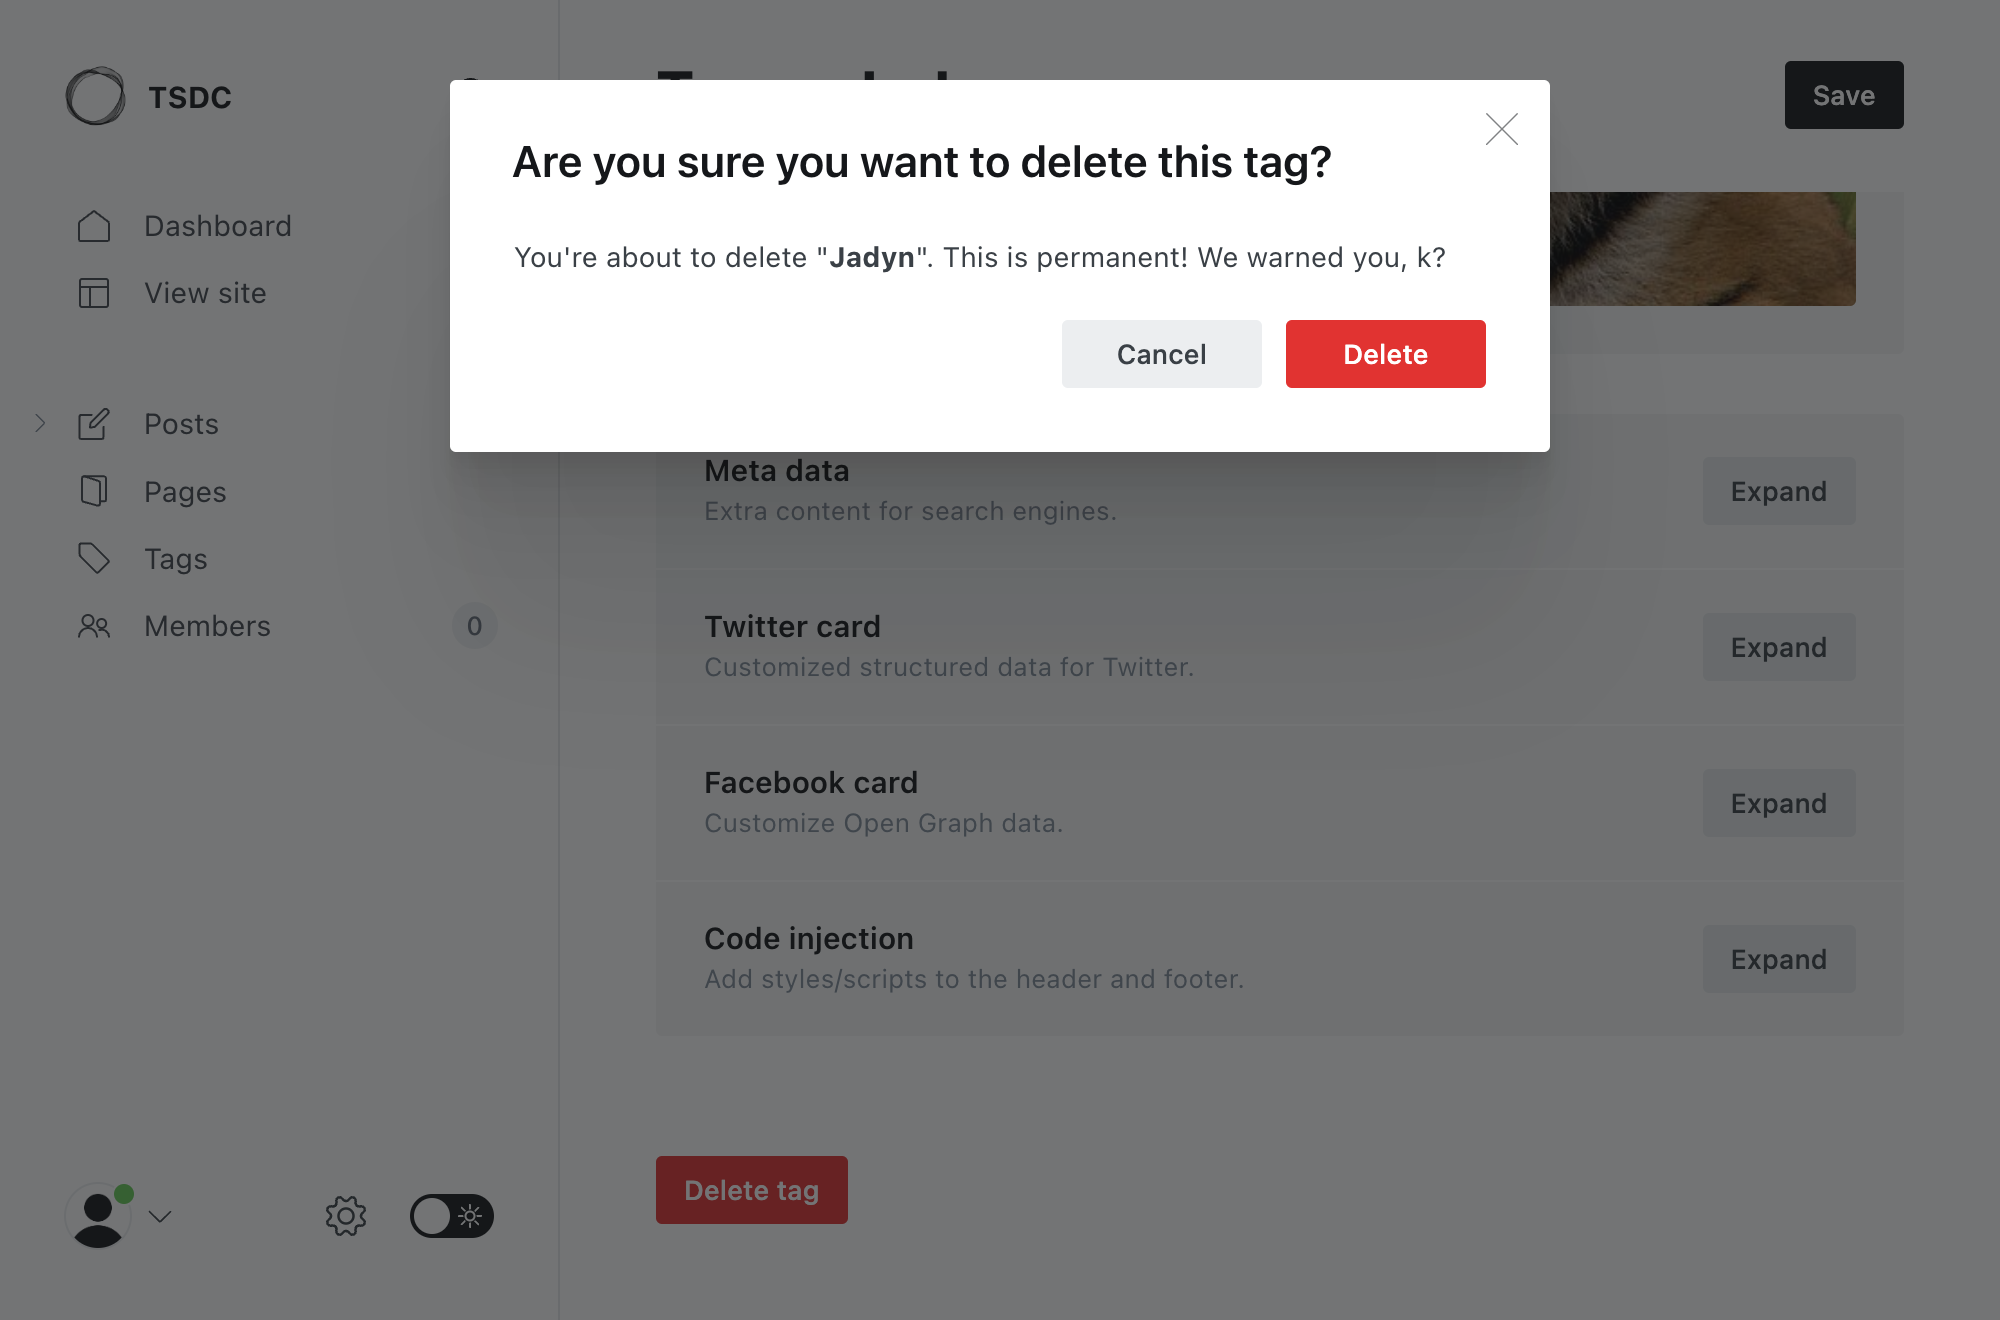 TSDC
Save
Dashboard
View site
Posts
Pages
Tags
Members
0
Are you sure you want to delete this tag?
You're about to delete "Jadyn". This is permanent! We warned you, k?
Cancel
Delete
Meta data
Extra content for search engines.
Expand
Twitter card
Customized structured data for Twitter.
Expand
Facebook card
Customize Open Graph data.
Expand
Code injection
Add styles/scripts to the header and footer.
Expand
Delete tag